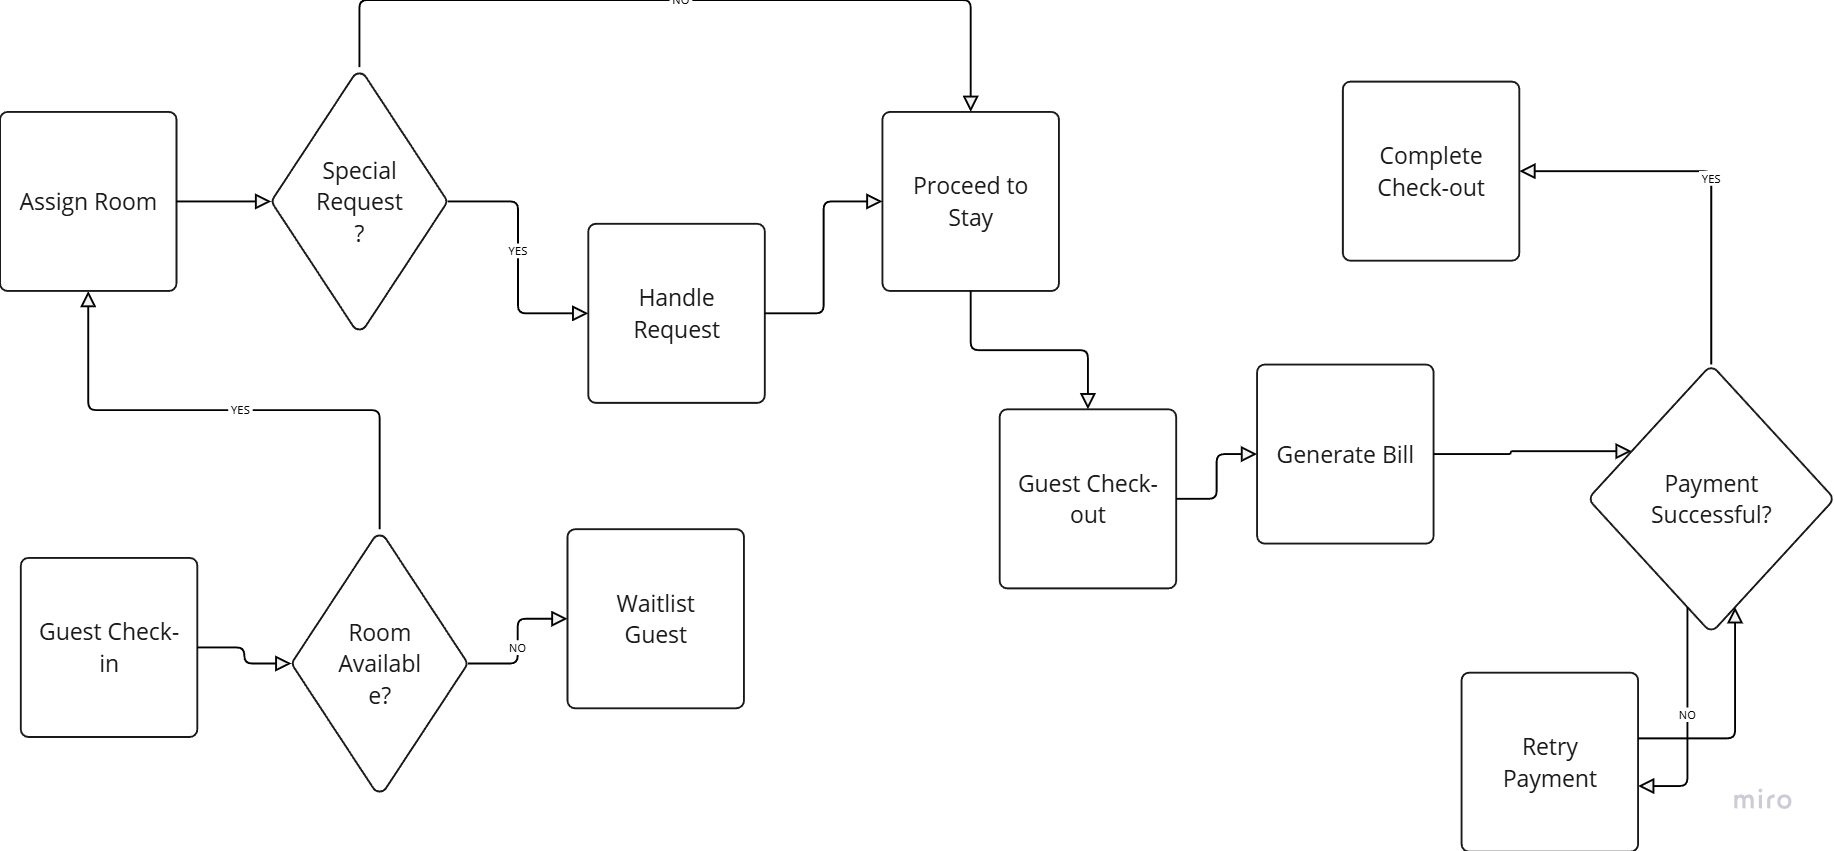 NO
Assign Room
Special
Request
?
YES
Handle
Request
Proceed to
Stay
Complete
Check-out
YES
YES
Guest Check-
in
Room
Availabl
e?
NO
Waitlist
Guest
Guest Check-
out
Generate Bill
Payment
Successful?
NO
Retry
Payment
miro